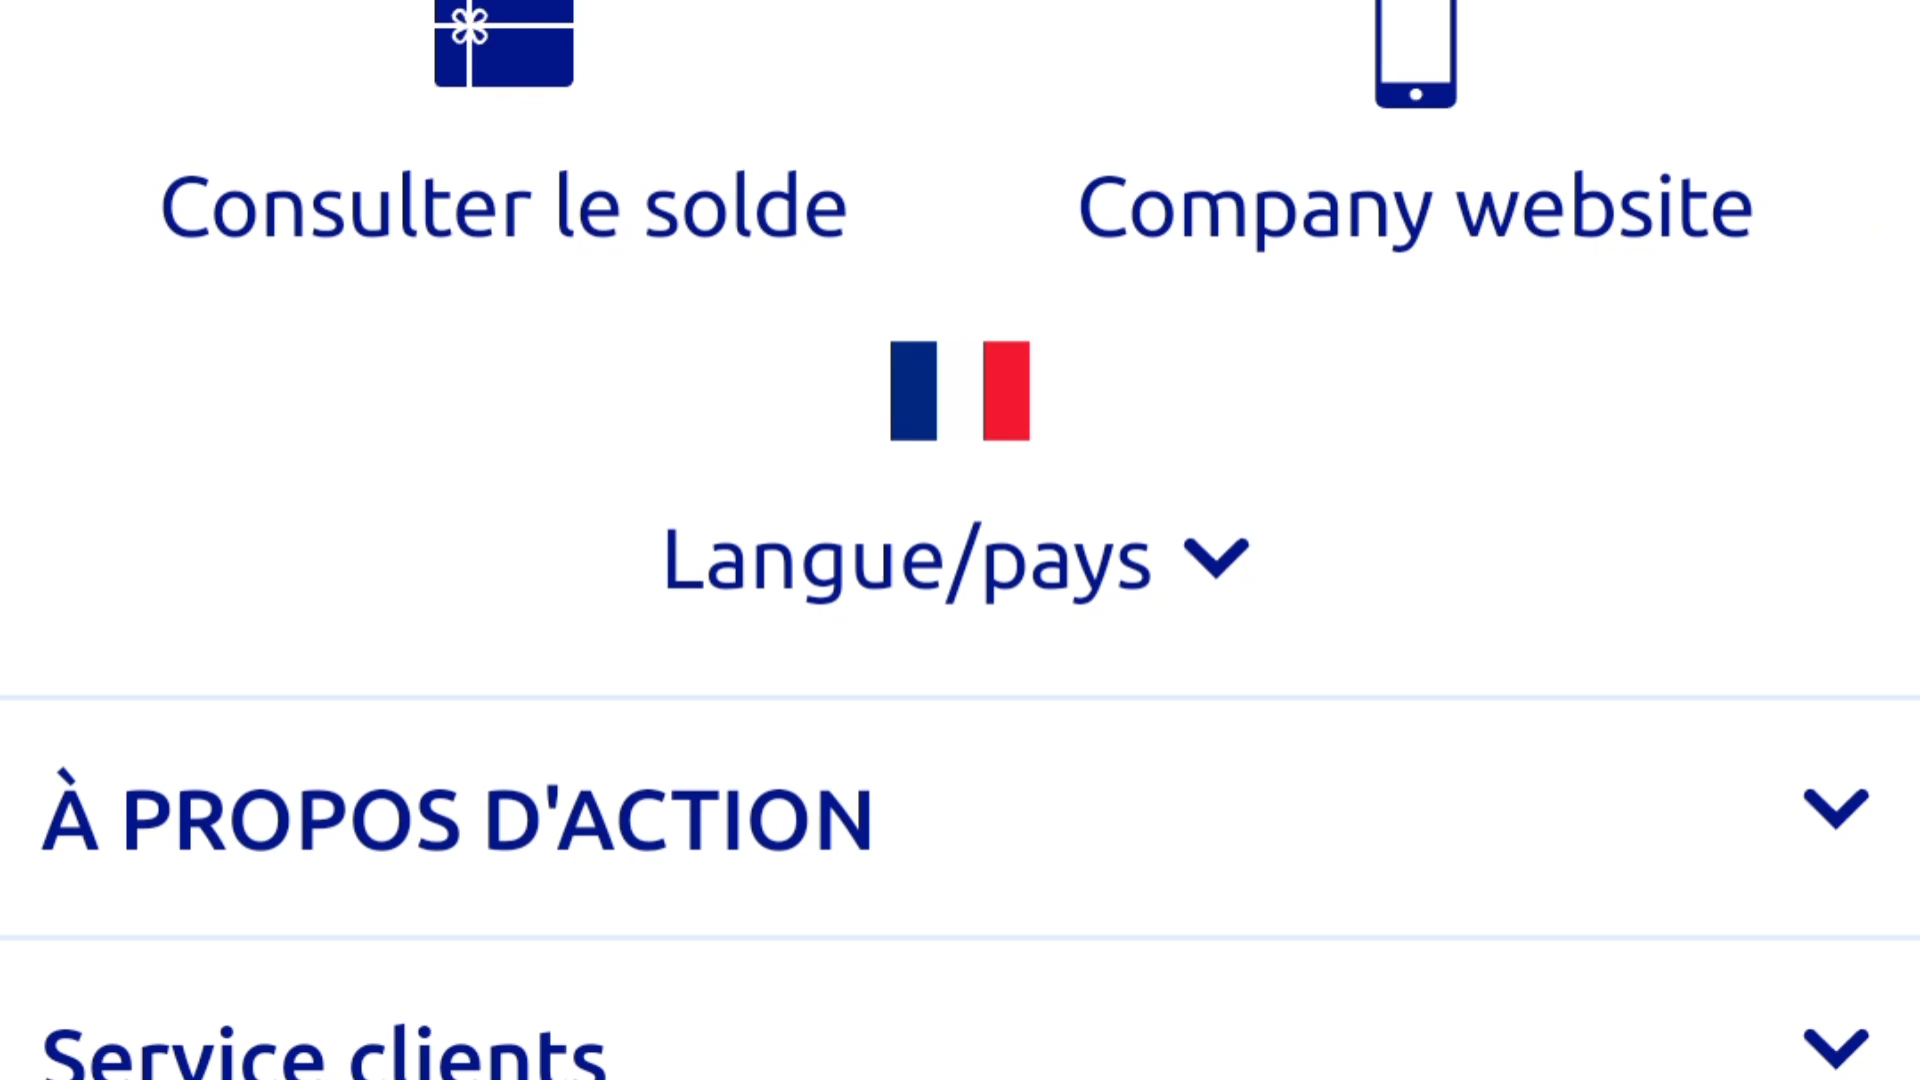 Consulter le solde
Company website
Langue/pays
À PROPOS D'ACTION
Service clients